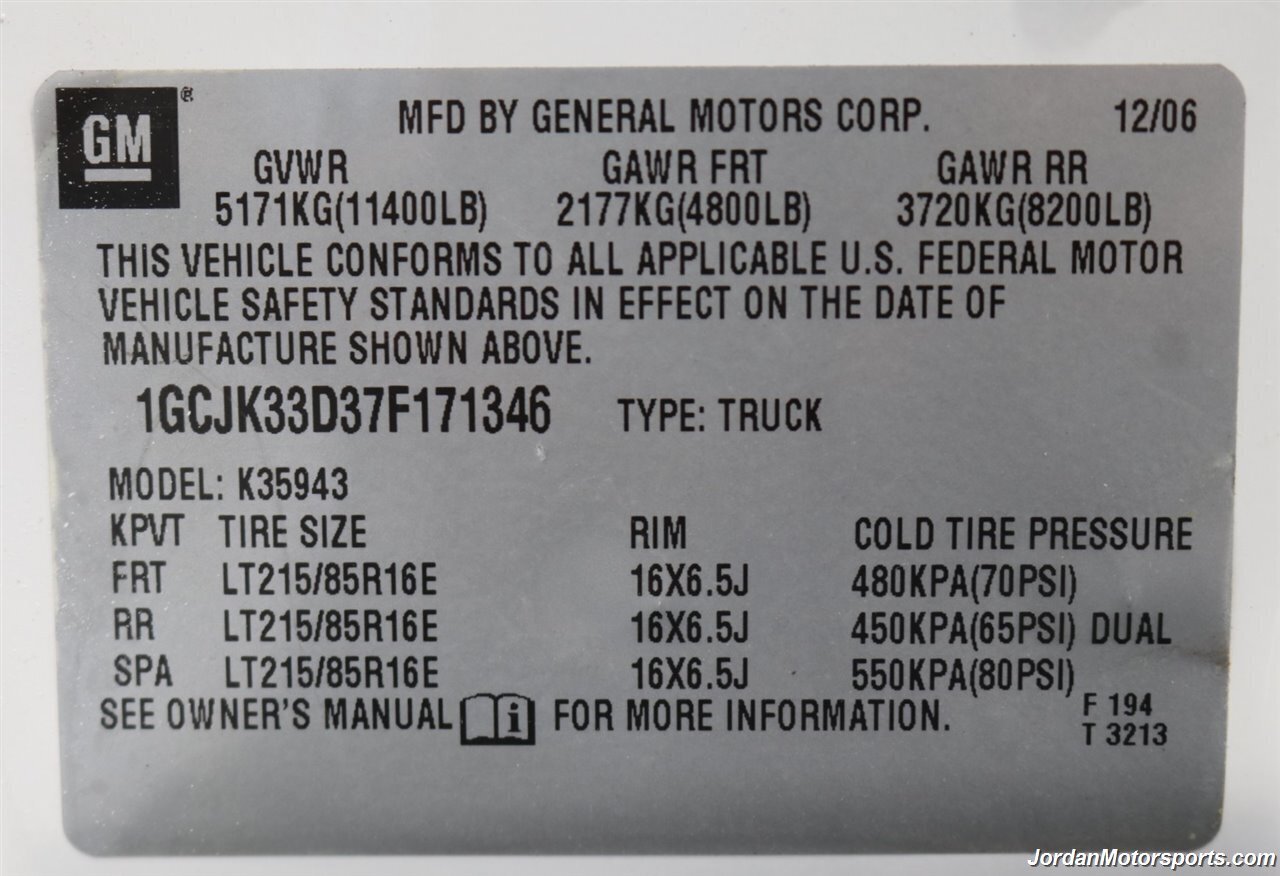 GM ®
MFD BY GENERAL MOTORS CORP. 12/06
GVWR GAWR FRT GAWR RR
5171KG(11400LB) 2177KG(4800LB) 3720KG(8200LB)
THIS VEHICLE CONFORMS TO ALL APPLICABLE U.S. FEDERAL MOTOR
VEHICLE SAFETY STANDARDS IN EFFECT ON THE DATE OF
MANUFACTURE SHOWN ABOVE.
1GCJK33D37F171346 TYPE: TRUCK
MODEL: K35943
KPVT TIRE SIZE RIM COLD TIRE PRESSURE
FRT LT215/85R16E 16X6.5J 480KPA(70PSI)
RR LT215/85R16E 16X6.5J 450KPA(65PSI) DUAL
SPA LT215/85R16E 16X6.5J 550KPA(80PSI)
SEE OWNER'S MANUAL i FOR MORE INFORMATION.
F 194
T 3213
JordanMotorsports.com